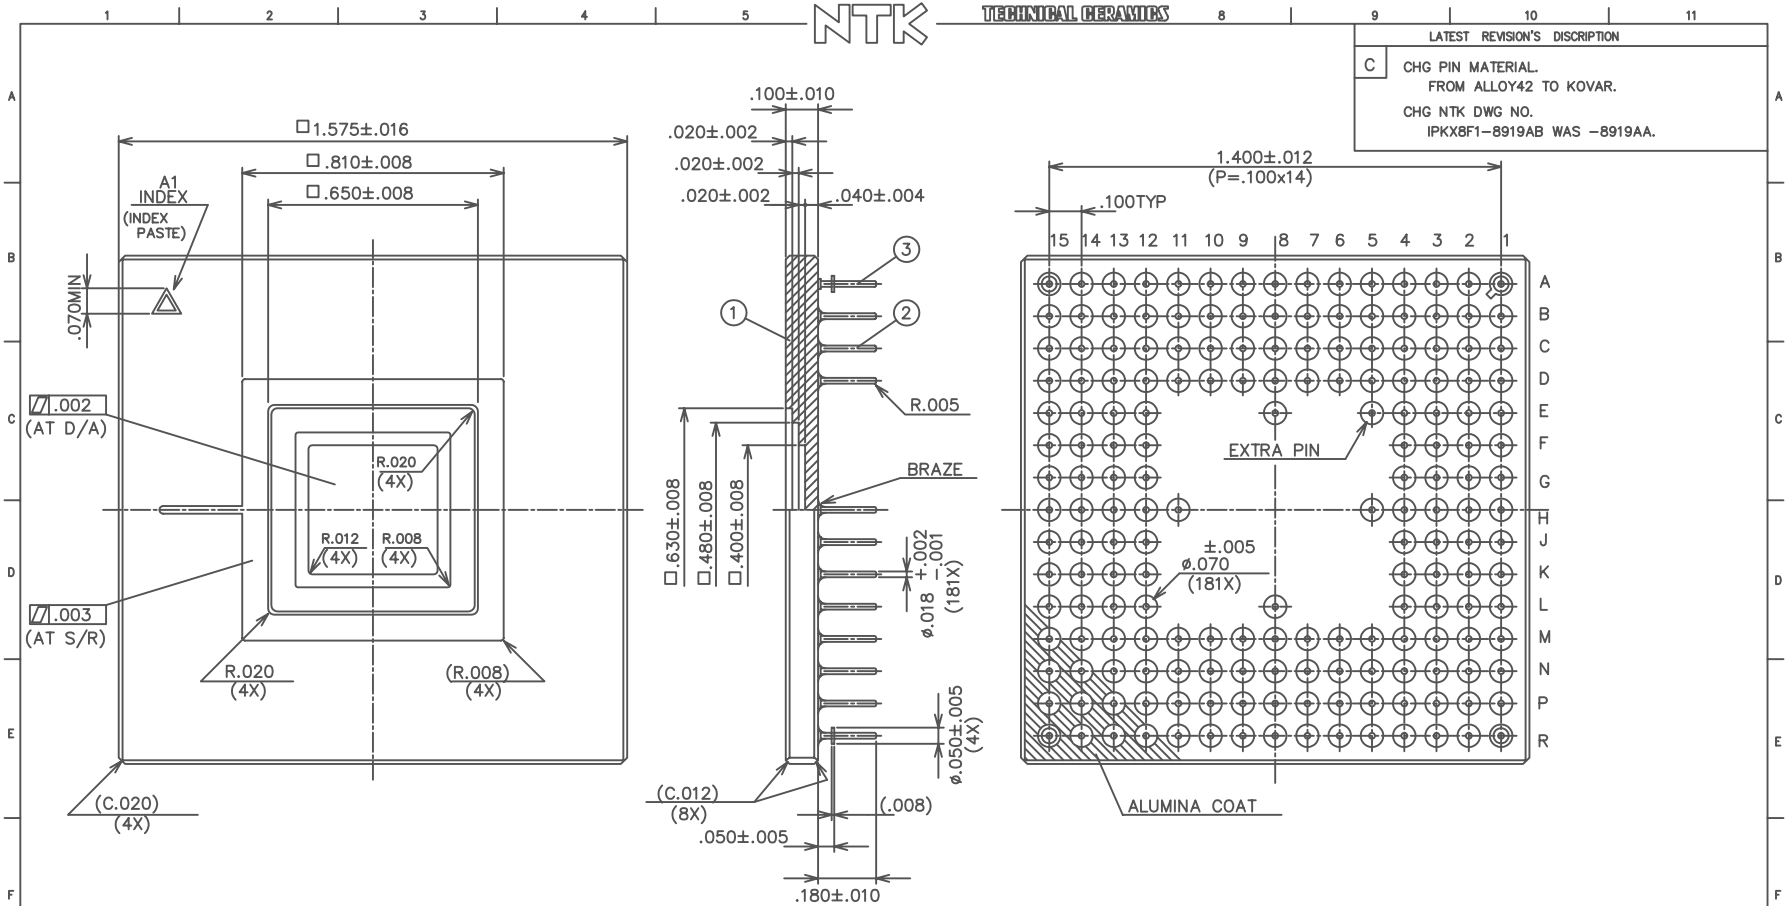 1 2 3 4 5 NTK TECHNICAL CERAMICS 8 9 10 11
LATEST REVISION'S DISCRIPTION
C CHG PIN MATERIAL.
FROM ALLOY42 TO KOVAR.
CHG NTK DWG NO.
IPKX8F1-8919AB WAS -8919AA.
A
B
C
D
E
F
□1.575±.016
□.810±.008
□.650±.008
A1
INDEX
(INDEX
PASTE)
.070MIN
.002
(AT D/A)
.003
(AT S/R)
R.020
(4X)
R.012
(4X)
R.008
(4X)
R.020
(4X)
(R.008)
(4X)
(C.020)
(4X)
.100±.010
.020±.002
.020±.002
.020±.002
.040±.004
1
3
2
R.005
BRAZE
□.630±.008
□.480±.008
□.400±.008
ø.018 +.002
-.001
(181X)
ø.050±.005
(4X)
(C.012)
(8X)
(.008)
.050±.005
.180±.010
1.400±.012
(P=.100x14)
.100TYP
15 14 13 12 11 10 9 8 7 6 5 4 3 2 1
A
B
C
D
E
F
G
H
J
K
L
M
N
P
R
EXTRA PIN
±.005
ø.070
(181X)
ALUMINA COAT
A
B
C
D
E
F